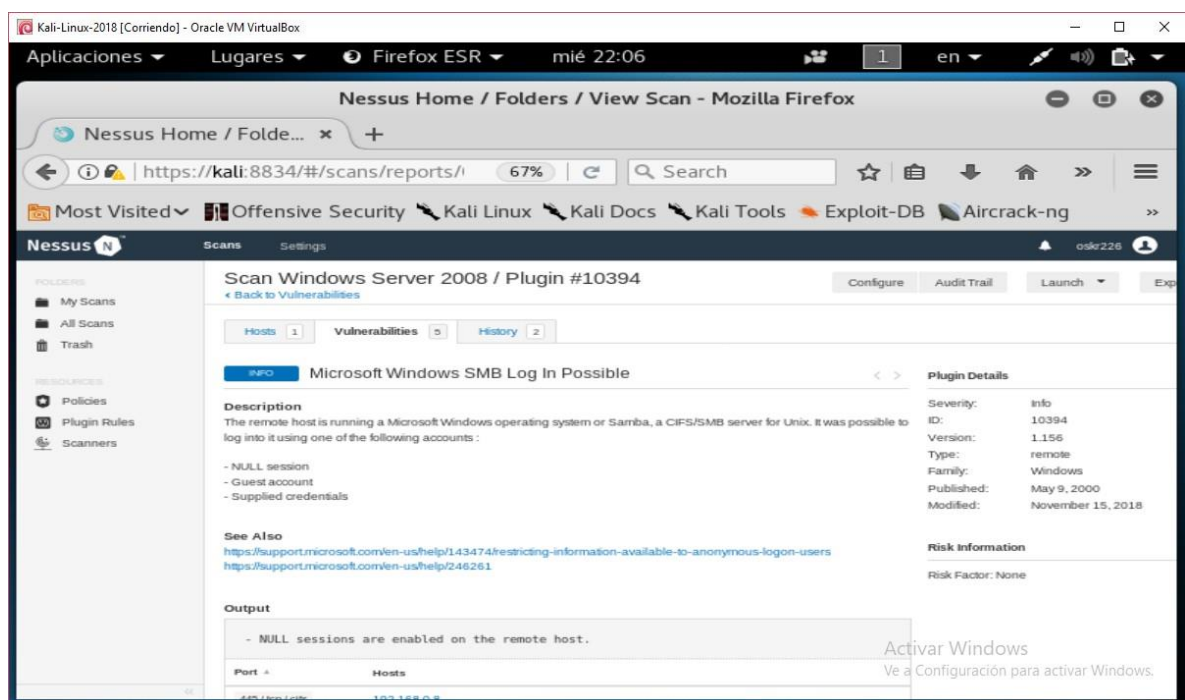 Kali-Linux-2018 [Corriendo] - Oracle VM VirtualBox
Aplicaciones Lugares Firefox ESR mié 22:06 1 en
Nessus Home / Folders / View Scan - Mozilla Firefox
Nessus Home / Folde... × +
https://kali:8834/#/scans/reports/ 67% Search
Most Visited Offensive Security Kali Linux Kali Docs Kali Tools Exploit-DB Aircrack-ng »
Nessus N Scans Settings oskr226
FOLDERS
My Scans
All Scans
Trash
RESOURCES
Policies
Plugin Rules
Scanners
Scan Windows Server 2008 / Plugin #10394
‹ Back to Vulnerabilities
Configure Audit Trail Launch Exp
Hosts 1 Vulnerabilities 5 History 2
INFO Microsoft Windows SMB Log In Possible < >
Description
The remote host is running a Microsoft Windows operating system or Samba, a CIFS/SMB server for Unix. It was possible to
log into it using one of the following accounts :
- NULL session
- Guest account
- Supplied credentials
See Also
https://support.microsoft.com/en-us/help/143474/restricting-information-available-to-anonymous-logon-users
https://support.microsoft.com/en-us/help/246261
Output
- NULL sessions are enabled on the remote host.
Port Hosts
445 / tcp / cifs 192.168.0.8
Plugin Details
Severity: Info
ID: 10394
Version: 1.156
Type: remote
Family: Windows
Published: May 9, 2000
Modified: November 15, 2018
Risk Information
Risk Factor: None
Activar Windows
Ve a Configuración para activar Windows.